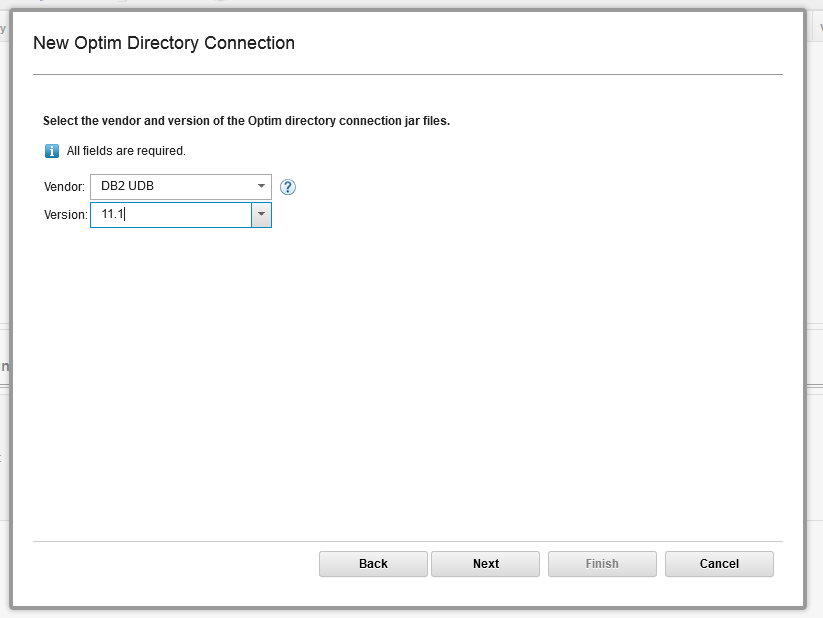 New Optim Directory Connection
Select the vendor and version of the Optim directory connection jar files.
All fields are required.
Vendor: DB2 UDB ?
Version: 11.1
Back Next Finish Cancel